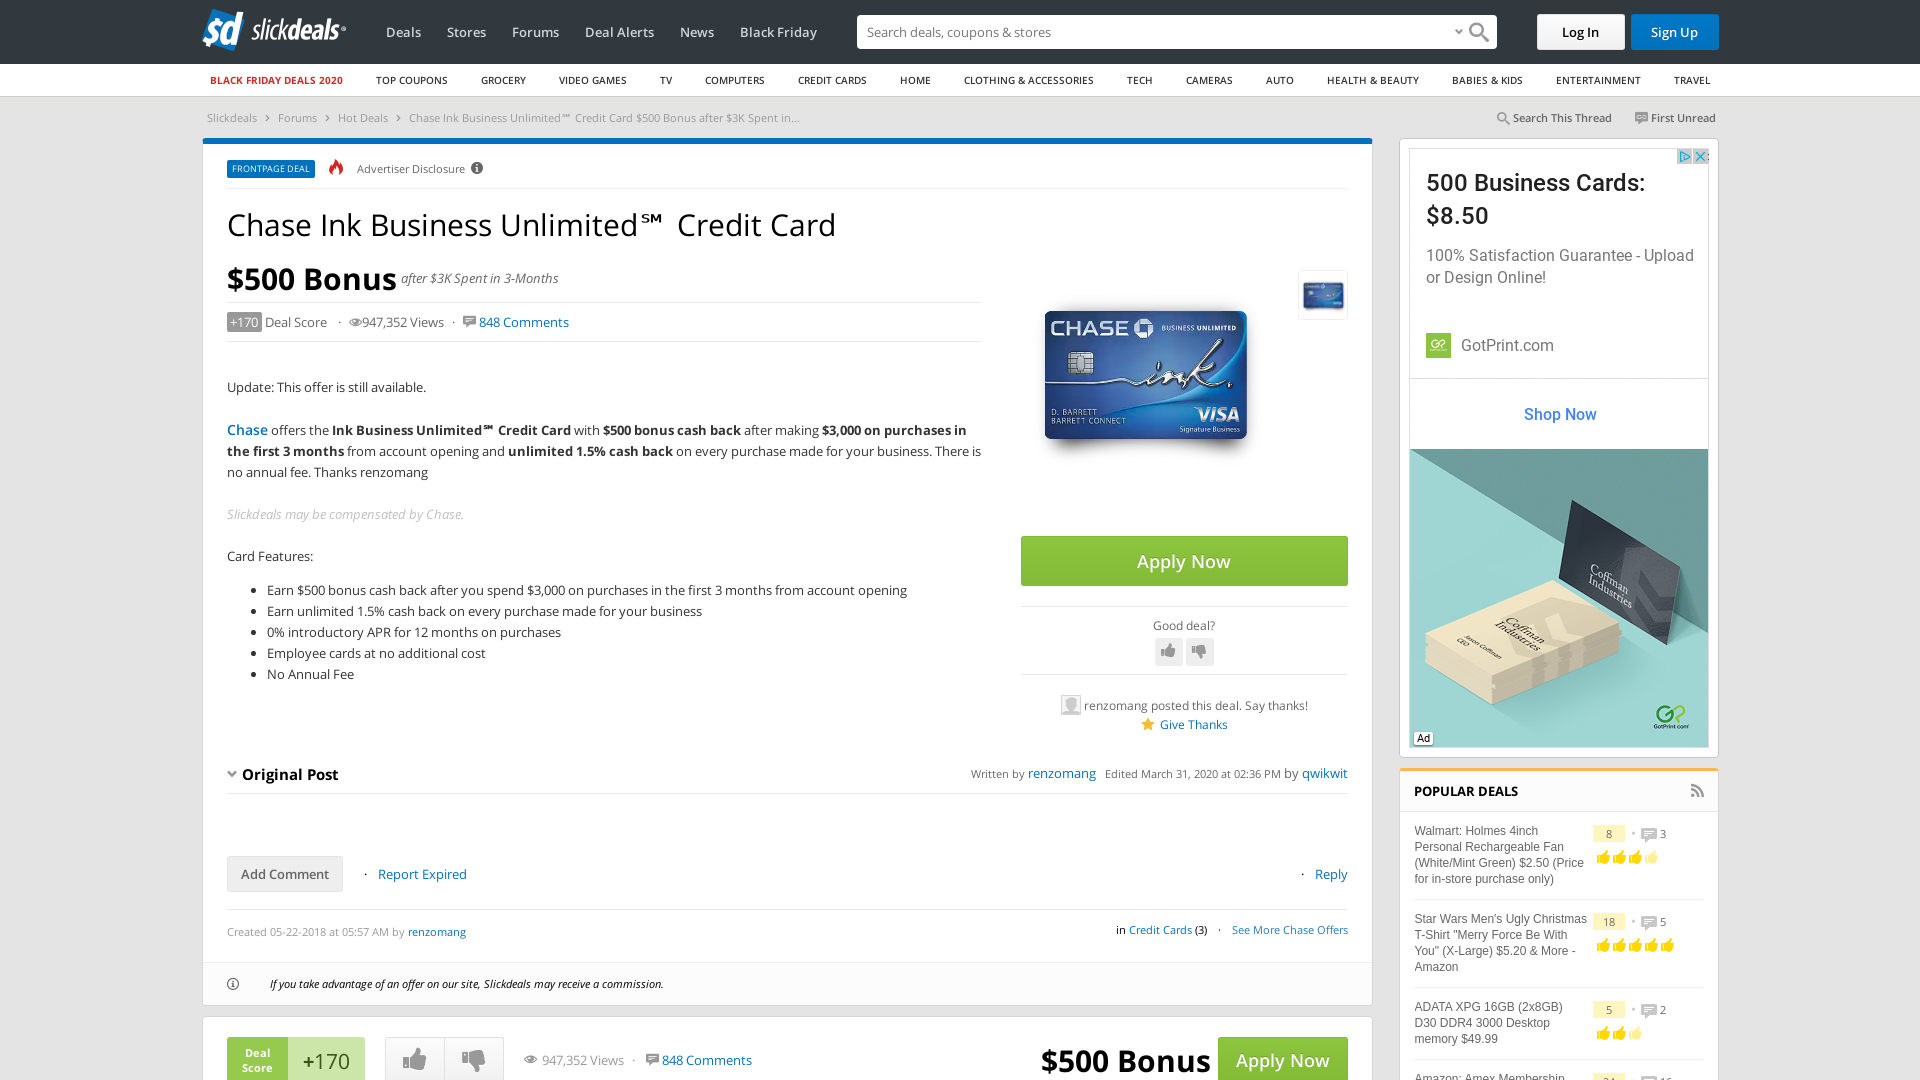 slickdeals
Deals
Stores
Forums
Deal Alerts
News
Black Friday
Search deals, coupons & stores
Log In
Sign Up
BLACK FRIDAY DEALS 2020
TOP COUPONS
GROCERY
VIDEO GAMES
TV
COMPUTERS
CREDIT CARDS
HOME
CLOTHING & ACCESSORIES
TECH
CAMERAS
AUTO
HEALTH & BEAUTY
BABIES & KIDS
ENTERTAINMENT
TRAVEL
Slickdeals > Forums > Hot Deals > Chase Ink Business Unlimited℠ Credit Card $500 Bonus after $3K Spent in...
Search This Thread
First Unread
FRONTPAGE DEAL
Advertiser Disclosure
Chase Ink Business Unlimited℠ Credit Card
$500 Bonus after $3K Spent in 3-Months
+170 Deal Score · 947,352 Views · 848 Comments
Update: This offer is still available.
Chase offers the Ink Business Unlimited℠ Credit Card with $500 bonus cash back after making $3,000 on purchases in
the first 3 months from account opening and unlimited 1.5% cash back on every purchase made for your business. There is
no annual fee. Thanks renzomang
Slickdeals may be compensated by Chase.
Card Features:
• Earn $500 bonus cash back after you spend $3,000 on purchases in the first 3 months from account opening
• Earn unlimited 1.5% cash back on every purchase made for your business
• 0% introductory APR for 12 months on purchases
• Employee cards at no additional cost
• No Annual Fee
CHASE
BUSINESS UNLIMITED
ink.
D. BARRETT
BARRETT CONNECT
VISA
Signature Business
Apply Now
Good deal?
renzomang posted this deal. Say thanks!
Give Thanks
Original Post
Written by renzomang Edited March 31, 2020 at 02:36 PM by qwikwit
Add Comment · Report Expired
· Reply
Created 05-22-2018 at 05:57 AM by renzomang
in Credit Cards (3) · See More Chase Offers
If you take advantage of an offer on our site, Slickdeals may receive a commission.
Deal
Score
+170
947,352 Views · 848 Comments
$500 Bonus
Apply Now
500 Business Cards:
$8.50
100% Satisfaction Guarantee - Upload
or Design Online!
GotPrint.com
Shop Now
Coffman
Industries
Coffman
Industries
Jason Coffman
CEO
GotPrint.com
Ad
POPULAR DEALS
Walmart: Holmes 4inch
Personal Rechargeable Fan
(White/Mint Green) $2.50 (Price
for in-store purchase only)
8 • 3
Star Wars Men's Ugly Christmas
T-Shirt "Merry Force Be With
You" (X-Large) $5.20 & More -
Amazon
18 • 5
ADATA XPG 16GB (2x8GB)
D30 DDR4 3000 Desktop
memory $49.99
5 • 2
Amazon: Amex Membership